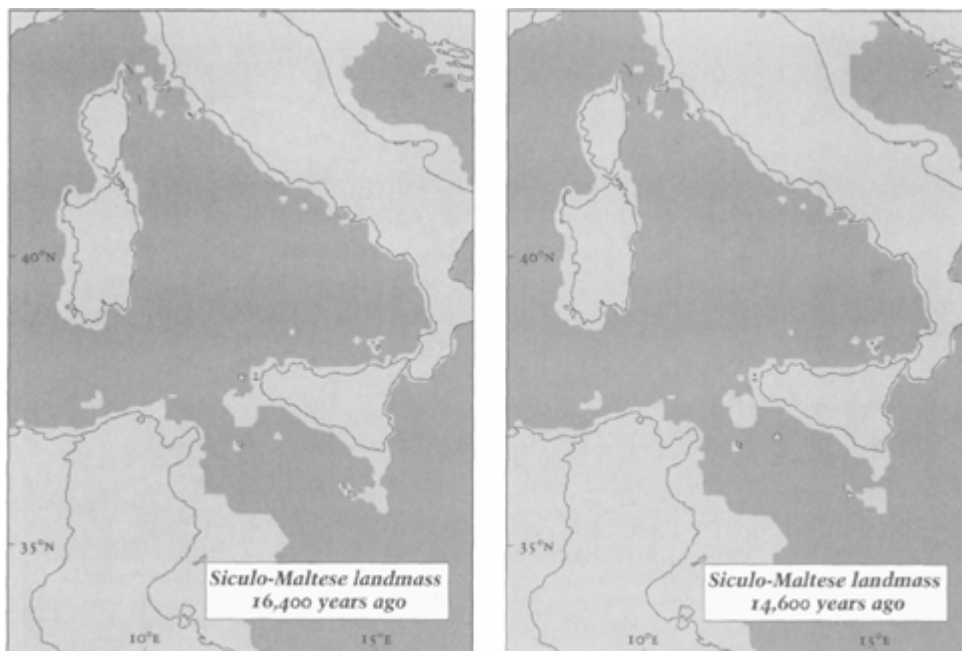 40°N
35°N
Siculo-Maltese landmass
16,400 years ago
10°E
15°E
40°N
35°N
Siculo-Maltese landmass
14,600 years ago
10°E
15°E